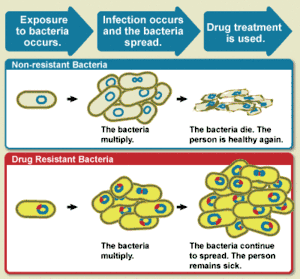 Exposure
to bacteria
occurs.
Infection occurs
and the bacteria
spread.
Drug treatment
is used.
Non-resistant Bacteria
The bacteria
multiply.
The bacteria die. The
person is healthy again.
Drug Resistant Bacteria
The bacteria
multiply.
The bacteria continue
to spread. The person
remains sick.